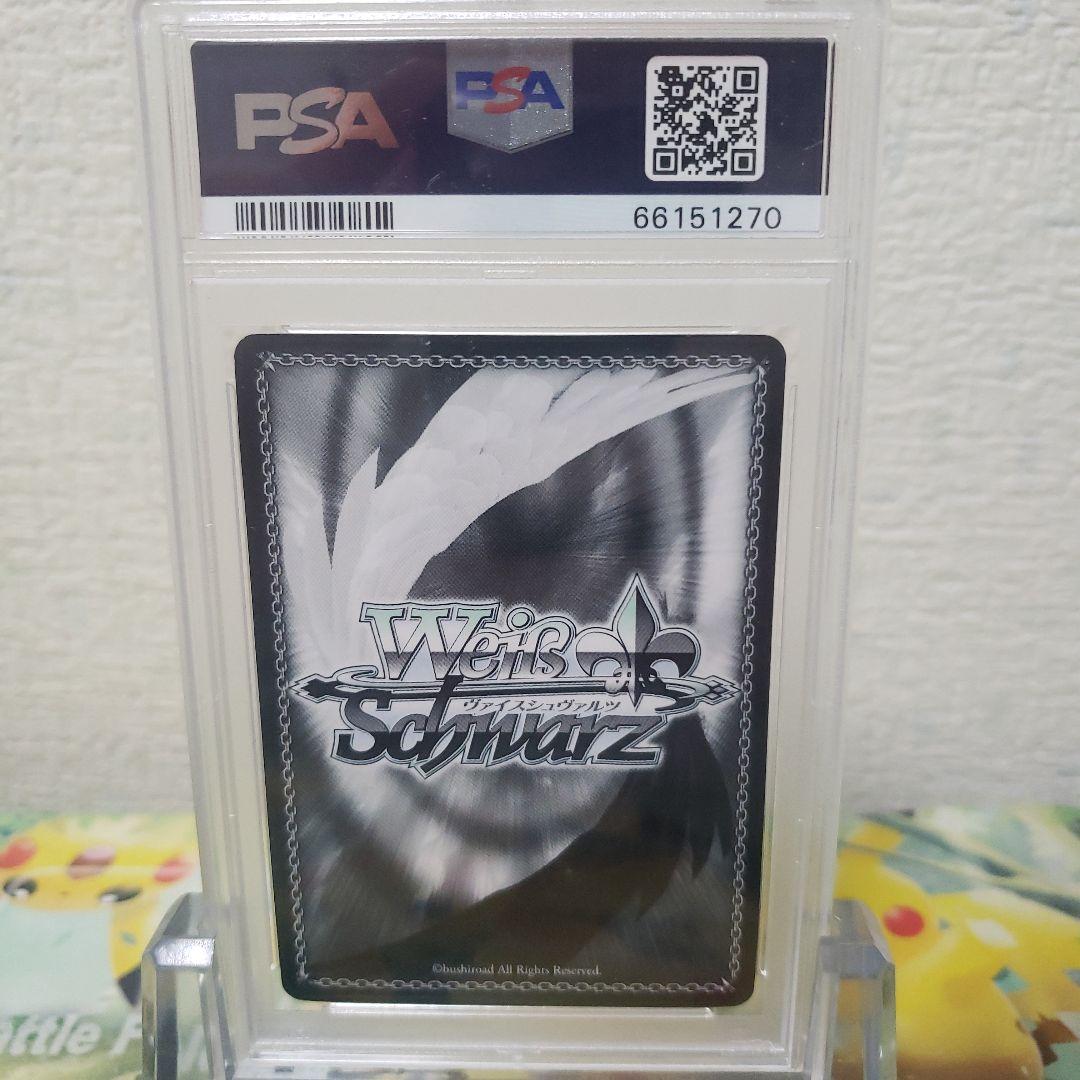 PSA
PSA
66151270
Weiß
ヴァイスシュヴァルツ
Schwarz
©bushiroad All Rights Reserved.
attle